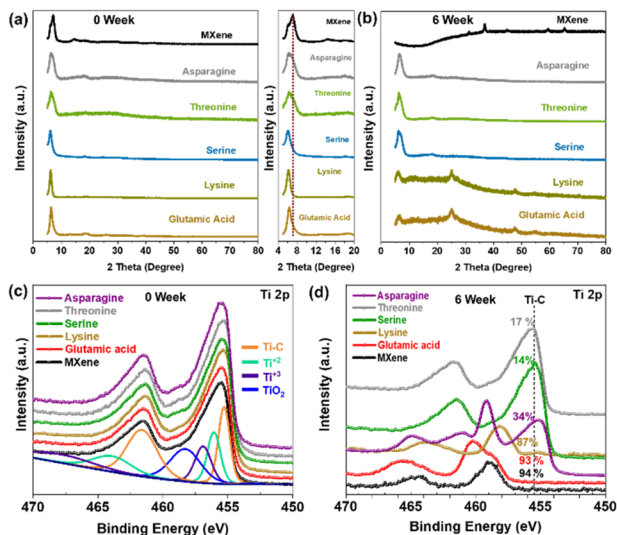 (a)
0 Week
MXene
Asparagine
Threonine
Serine
Lysine
Glutamic Acid
Intensity (a.u.)
0 10 20 30 40 50 60 70 80
2 Theta (Degree)
MXene
Asparagine
Threonine
Serine
Lysine
Glutamic Acid
Intensity (a.u.)
4 6 8 10 12 14 16 18 20
2 Theta (Degree)
(b)
6 Week
MXene
Asparagine
Threonine
Serine
Lysine
Glutamic Acid
Intensity (a.u.)
0 10 20 30 40 50 60 70 80
2 Theta (Degree)
(c)
0 Week
Ti 2p
Asparagine
Threonine
Serine
Lysine
Glutamic acid
MXene
Ti-C
Ti+2
Ti+3
TiO2
Intensity (a.u.)
470 465 460 455 450
Binding Energy (eV)
(d)
6 Week
Ti-C
Ti 2p
Asparagine
Threonine
Serine
Lysine
Glutamic acid
MXene
17 %
14%
34%
87%
93 %
94%
Intensity (a.u.)
470 465 460 455 450
Binding Energy (eV)